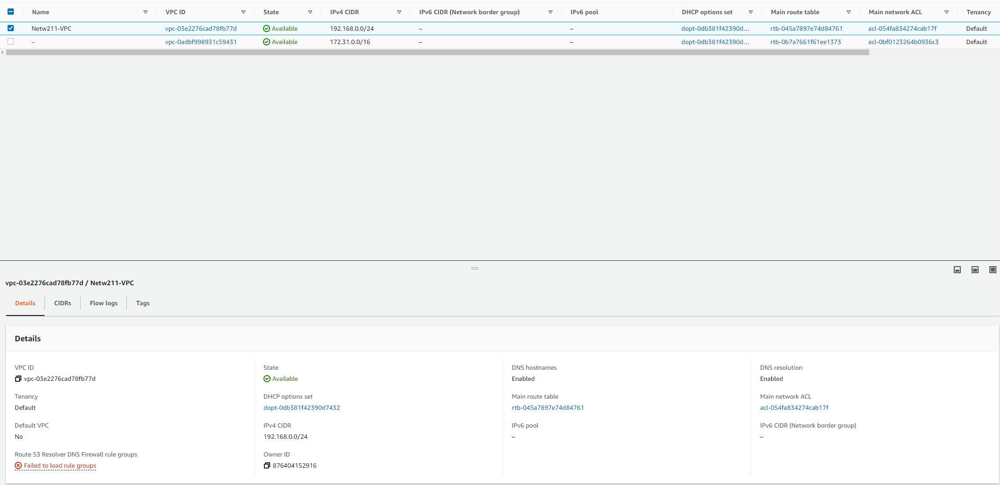 Name VPC ID State IPv4 CIDR IPv6 CIDR (Network border group) IPv6 pool DHCP options set Main route table Main network ACL Tenancy
Netw211-VPC vpc-03e2276cad78fb77d Available 192.168.0.0/24 – – dopt-0db381f42390d... rtb-045a7897e74d84761 acl-054fa834274cab17f Default
– vpc-0adbf998931c59431 Available 172.31.0.0/16 – – dopt-0db381f42390d... rtb-0b7a7661f61ee1373 acl-0bf0123264b0936c3 Default
vpc-03e2276cad78fb77d / Netw211-VPC
Details CIDRs Flow logs Tags
Details
VPC ID State DNS hostnames DNS resolution
vpc-03e2276cad78fb77d Available Enabled Enabled
Tenancy DHCP options set Main route table Main network ACL
Default dopt-0db381f42390d7432 rtb-045a7897e74d84761 acl-054fa834274cab17f
Default VPC IPv4 CIDR IPv6 pool IPv6 CIDR (Network border group)
No 192.168.0.0/24 – –
Route 53 Resolver DNS Firewall rule groups Owner ID
Failed to load rule groups 876404152916